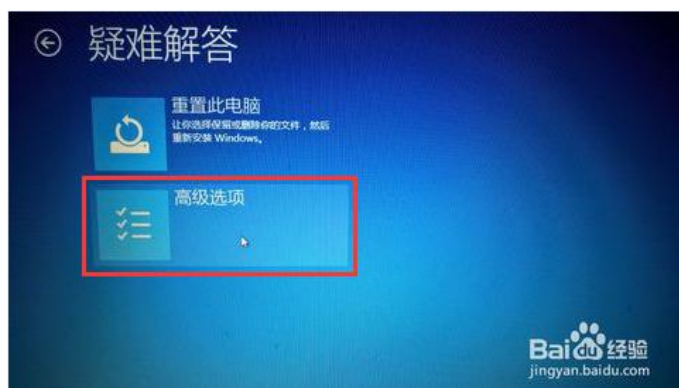 疑难解答
重置此电脑
让你选择保留或删除你的文件，然后
重新安装 Windows。
高级选项
Baidu经验
jingyan.baidu.com